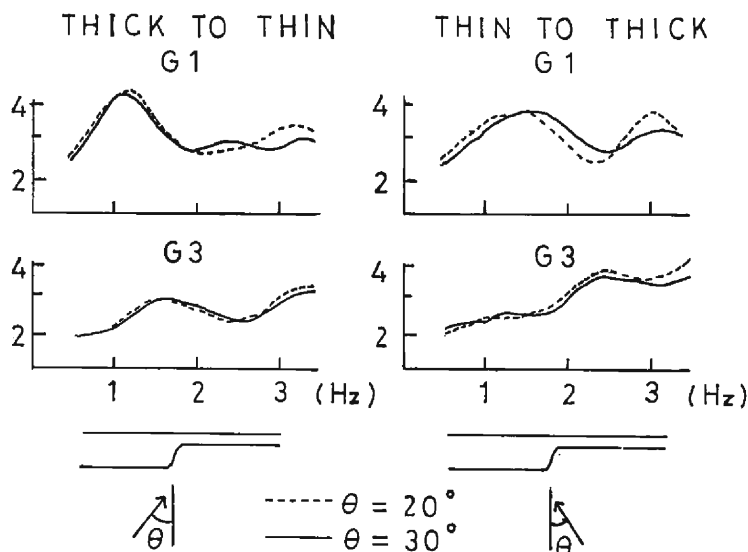 THICK TO THIN
THIN TO THICK
G1
G1
4
2
4
2
G3
G3
4
2
4
2
1 2 3 (Hz)
1 2 3 (Hz)
θ
θ = 20°
θ = 30°
θ